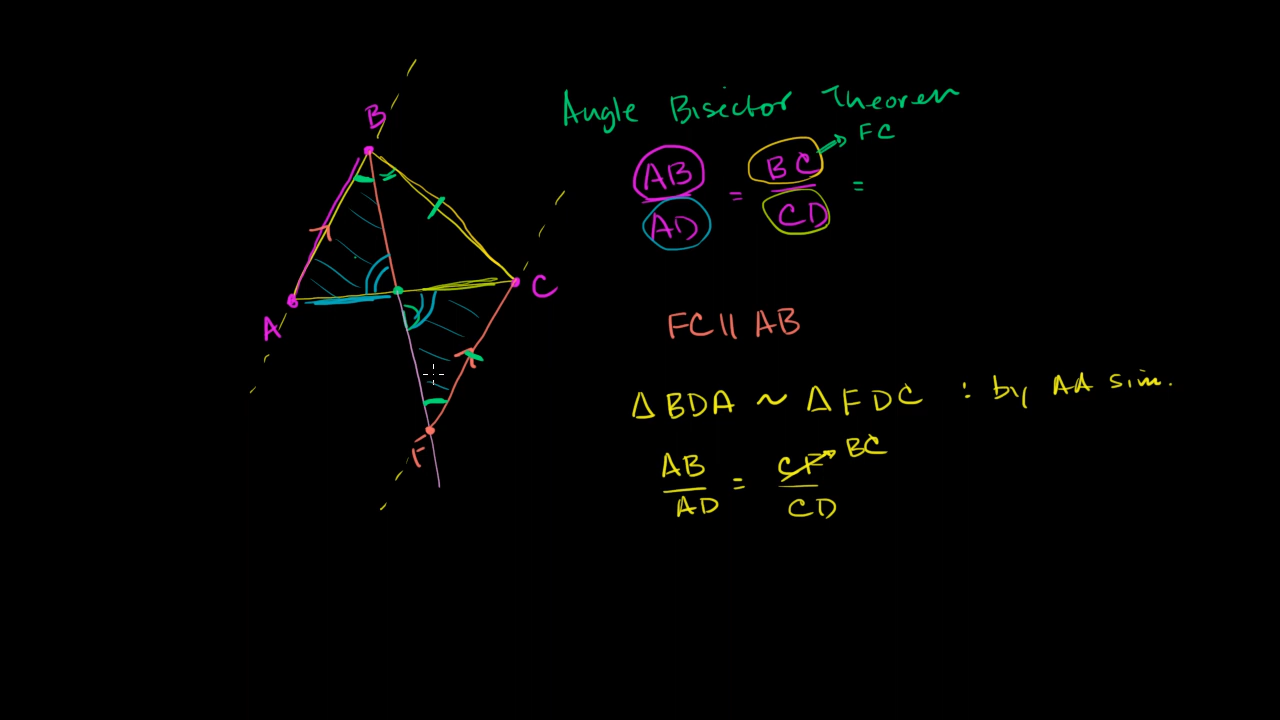 Angle Bisector Theorem
B
AB/AD = BC/CD =
FC
A
C
D
F
FC || AB
Δ BDA ~ Δ FDC : by AA sim.
AB/AD = CF/CD
BC